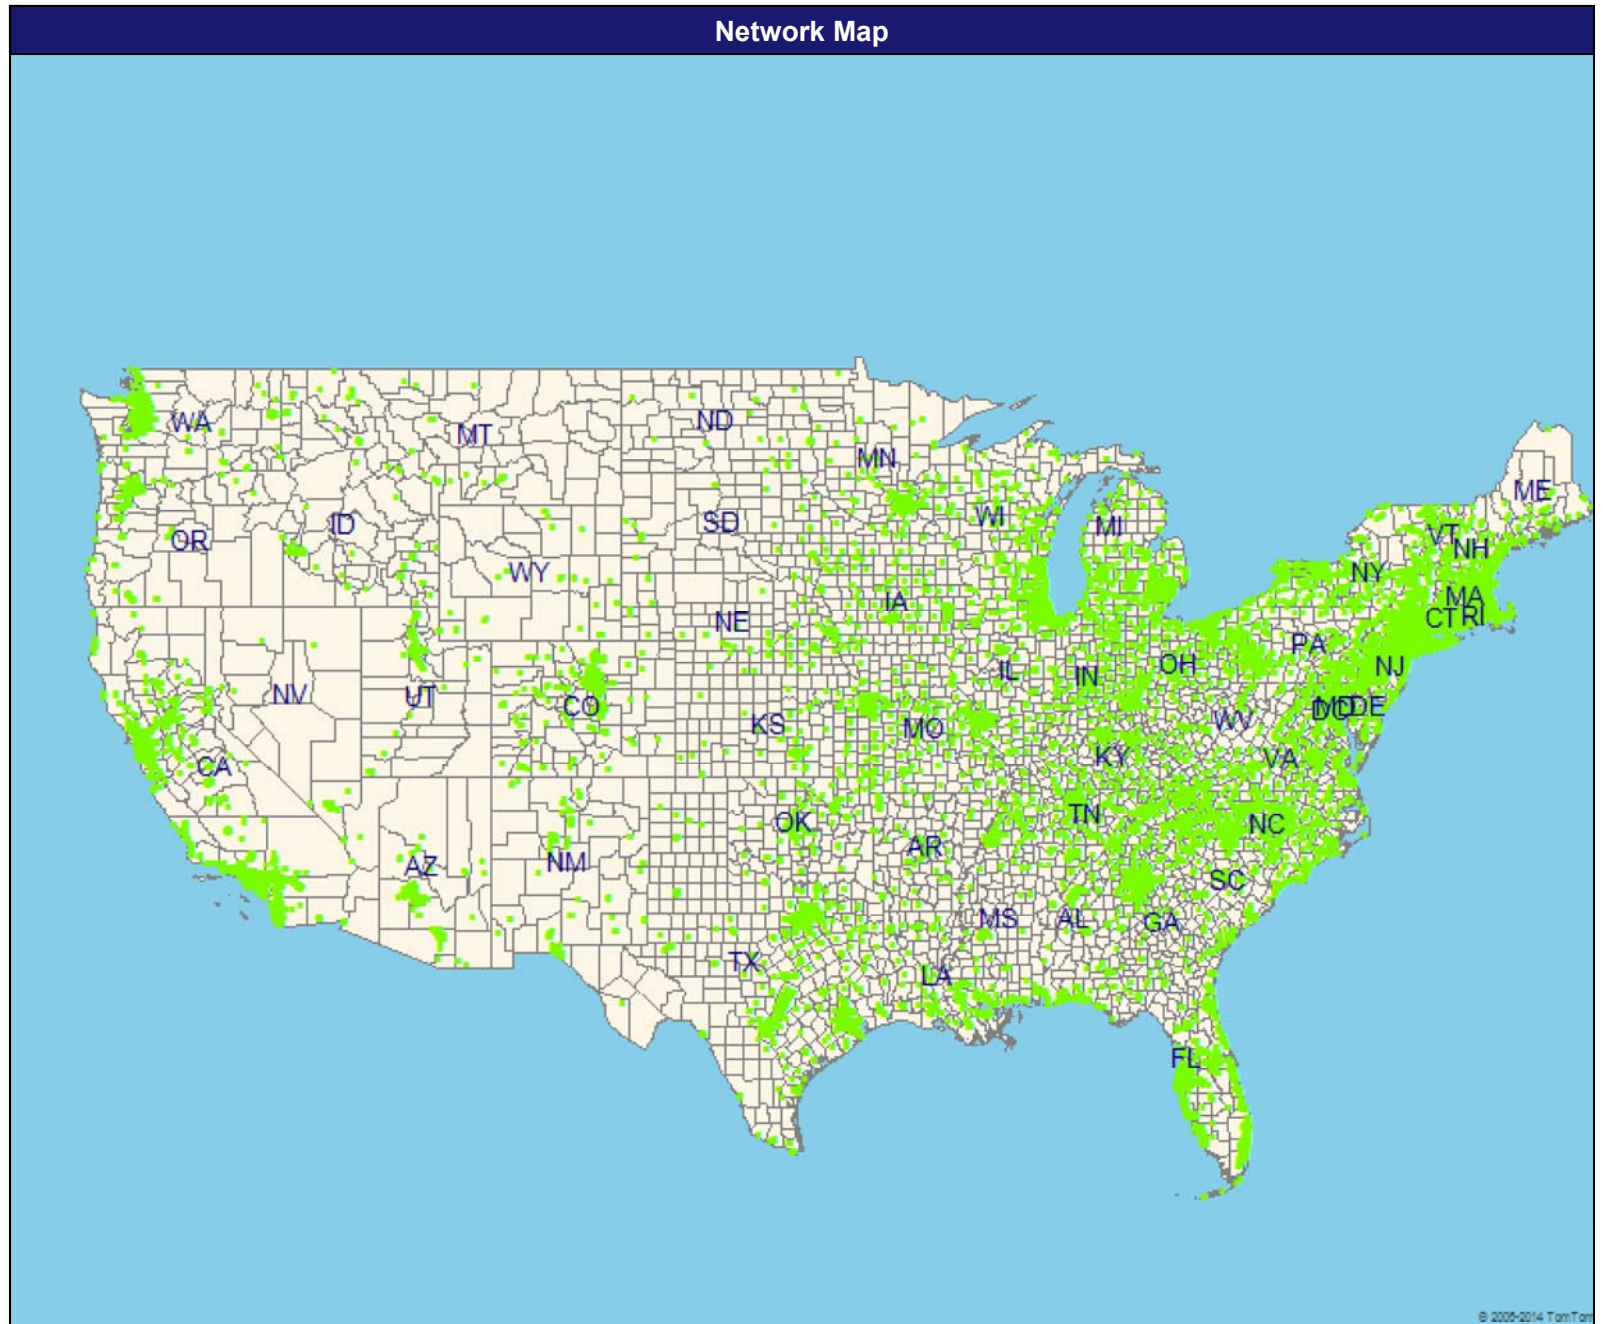 Network Map
WA
MT
ND
MN
ME
OR
ID
SD
WI
MI
VT
NH
WY
NY
IA
MA
NE
CT RI
PA
IL
IN
OH
NJ
NV
UT
CO
KS
MO
WV
MD
DC
DE
CA
KY
VA
OK
TN
NC
AZ
NM
AR
SC
MS
AL
GA
TX
LA
FL
© 2006-2014 TomTom